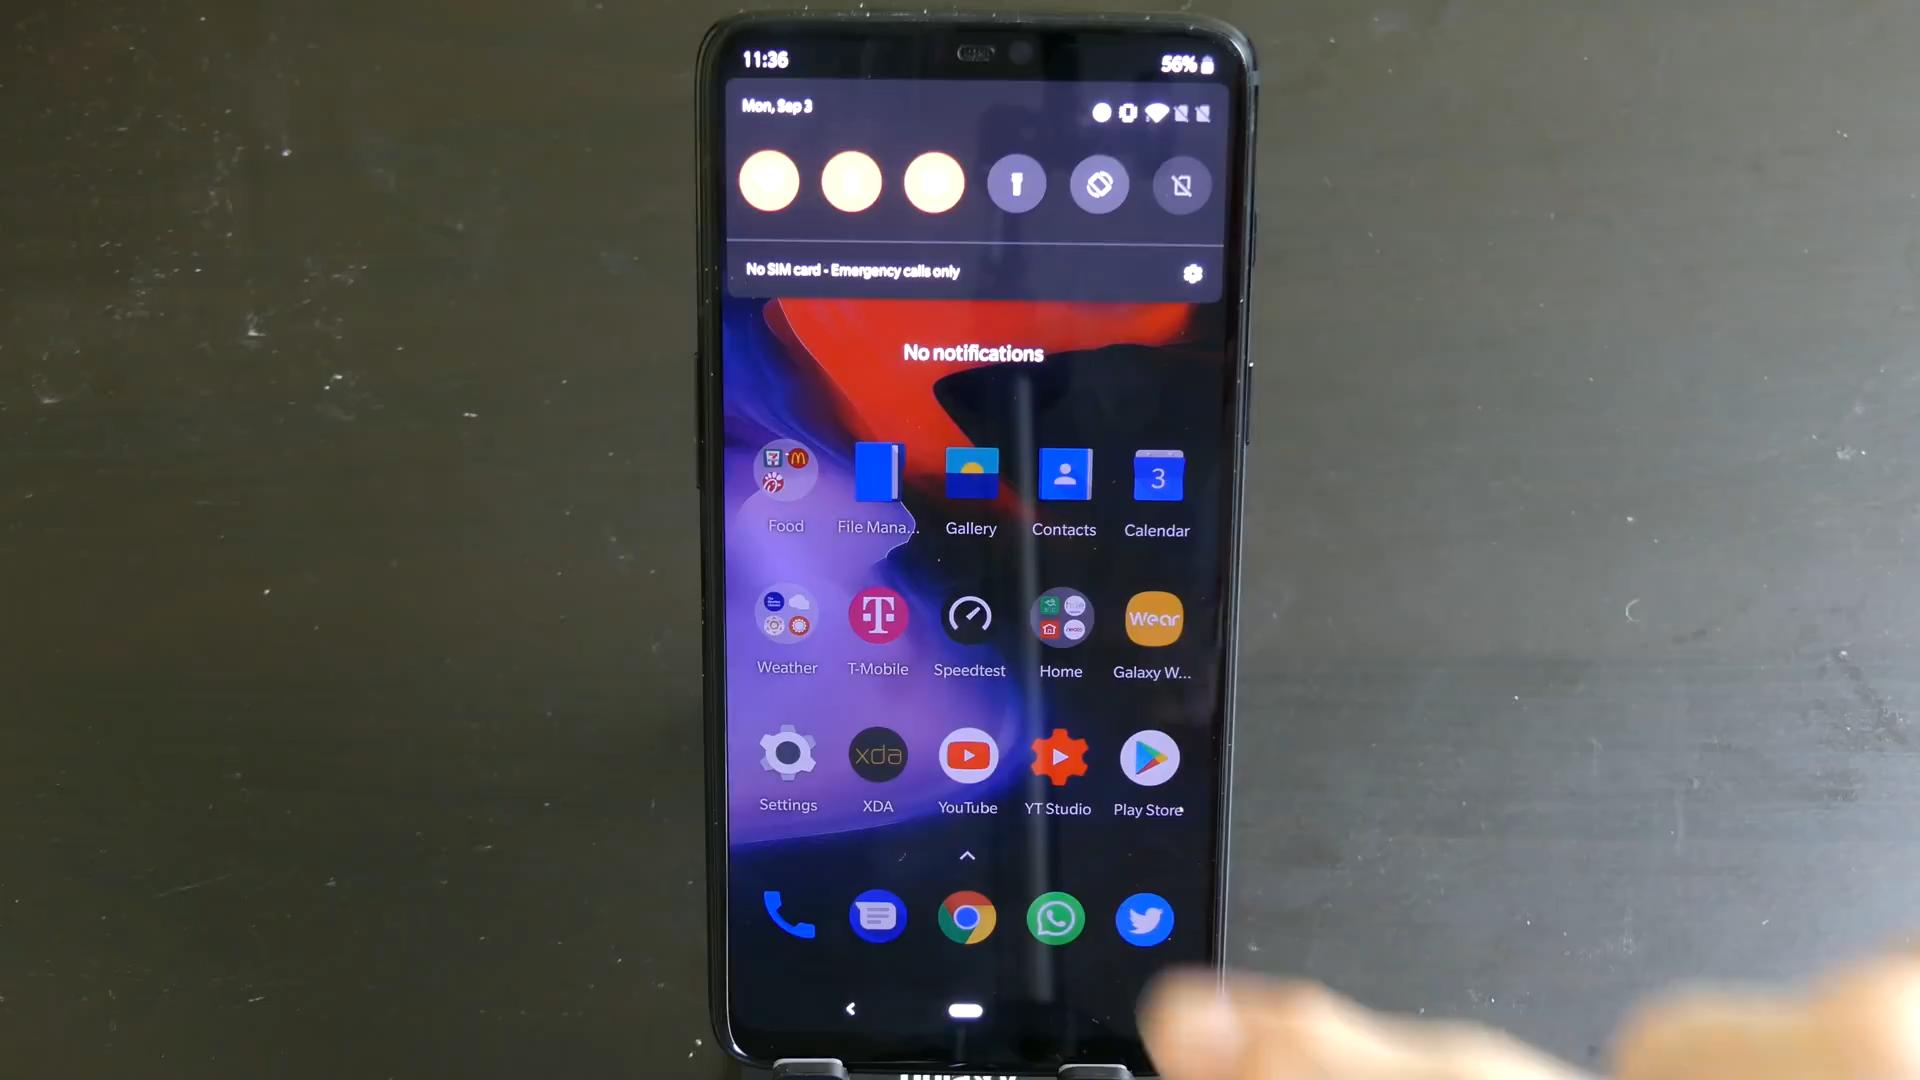 11:36
56%
Mon, Sep 3
No SIM card - Emergency calls only
No notifications
3
Food
File Mana...
Gallery
Contacts
Calendar
T
Wear
Weather
T-Mobile
Speedtest
Home
Galaxy W...
xda
Settings
XDA
YouTube
YT Studio
Play Store